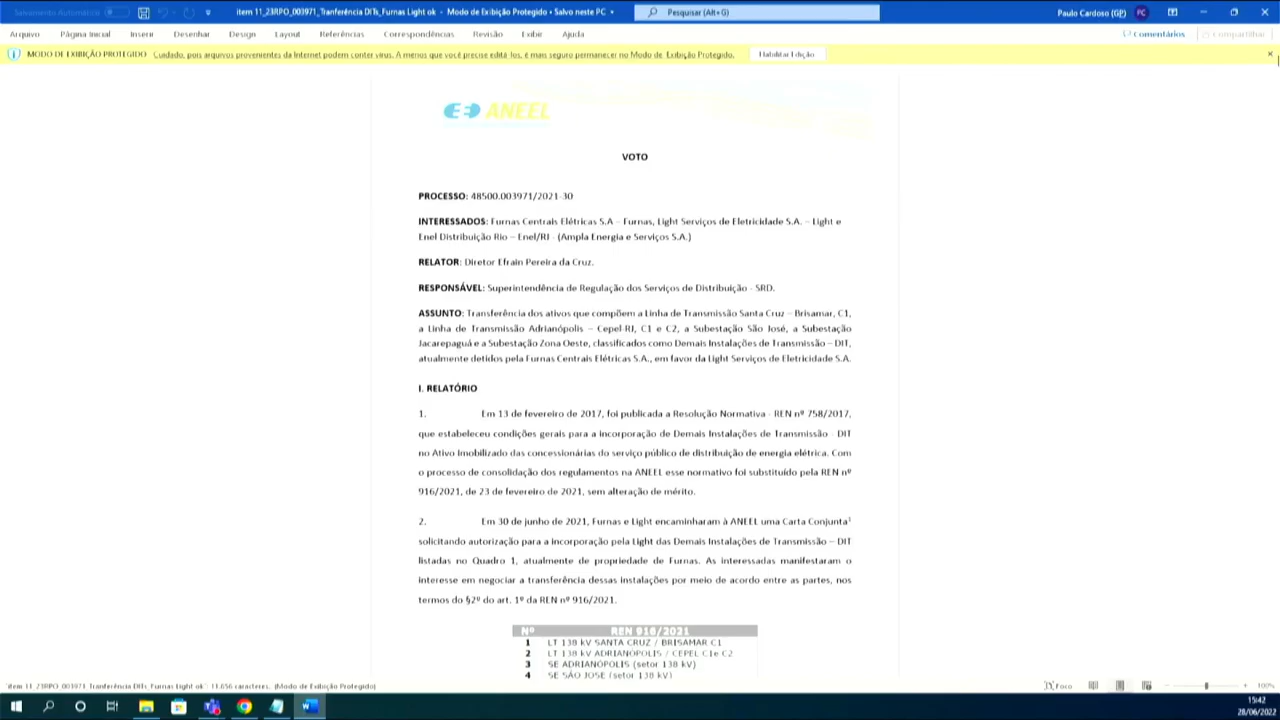 Salvamento Automático
item 11_23RPO_003971_Tranferência DITs_Furnas Light ok - Modo de Exibição Protegido • Salvo neste PC
Pesquisar (Alt+G)
Paulo Cardoso (GP) PC
Arquivo Página Inicial Inserir Desenhar Design Layout Referências Correspondências Revisão Exibir Ajuda
Comentários Compartilhar
MODO DE EXIBIÇÃO PROTEGIDO Cuidado, pois arquivos provenientes da Internet podem conter vírus. A menos que você precise editá-los, é mais seguro permanecer no Modo de Exibição Protegido. Habilitar Edição
ANEEL
VOTO
PROCESSO: 48500.003971/2021-30
INTERESSADOS: Furnas Centrais Elétricas S.A – Furnas, Light Serviços de Eletricidade S.A. – Light e
Enel Distribuição Rio – Enel/RJ - (Ampla Energia e Serviços S.A.)
RELATOR: Diretor Efrain Pereira da Cruz.
RESPONSÁVEL: Superintendência de Regulação dos Serviços de Distribuição - SRD.
ASSUNTO: Transferência dos ativos que compõem a Linha de Transmissão Santa Cruz – Brisamar, C1,
a Linha de Transmissão Adrianópolis – Cepel-RJ, C1 e C2, a Subestação São José, a Subestação
Jacarepaguá e a Subestação Zona Oeste, classificados como Demais Instalações de Transmissão – DIT,
atualmente detidos pela Furnas Centrais Elétricas S.A., em favor da Light Serviços de Eletricidade S.A.
I. RELATÓRIO
1. Em 13 de fevereiro de 2017, foi publicada a Resolução Normativa - REN nº 758/2017,
que estabeleceu condições gerais para a incorporação de Demais Instalações de Transmissão - DIT
no Ativo Imobilizado das concessionárias do serviço público de distribuição de energia elétrica. Com
o processo de consolidação dos regulamentos na ANEEL esse normativo foi substituído pela REN nº
916/2021, de 23 de fevereiro de 2021, sem alteração de mérito.
2. Em 30 de junho de 2021, Furnas e Light encaminharam à ANEEL uma Carta Conjunta¹
solicitando autorização para a incorporação pela Light das Demais Instalações de Transmissão – DIT
listadas no Quadro 1, atualmente de propriedade de Furnas. As interessadas manifestaram o
interesse em negociar a transferência dessas instalações por meio de acordo entre as partes, nos
termos do §2º do art. 1º da REN nº 916/2021.
Nº REN 916/2021
1 LT 138 kV SANTA CRUZ / BRISAMAR C1
2 LT 138 kV ADRIANÓPOLIS / CEPEL C1e C2
3 SE ADRIANÓPOLIS (setor 138 kV)
4 SE SÃO JOSÉ (setor 138 kV)
item 11_23RPO_003971_Tranferência DITs_Furnas Light ok - 11.656 caracteres. (Modo de Exibição Protegido)
Foco
100%
15:42
28/06/2022